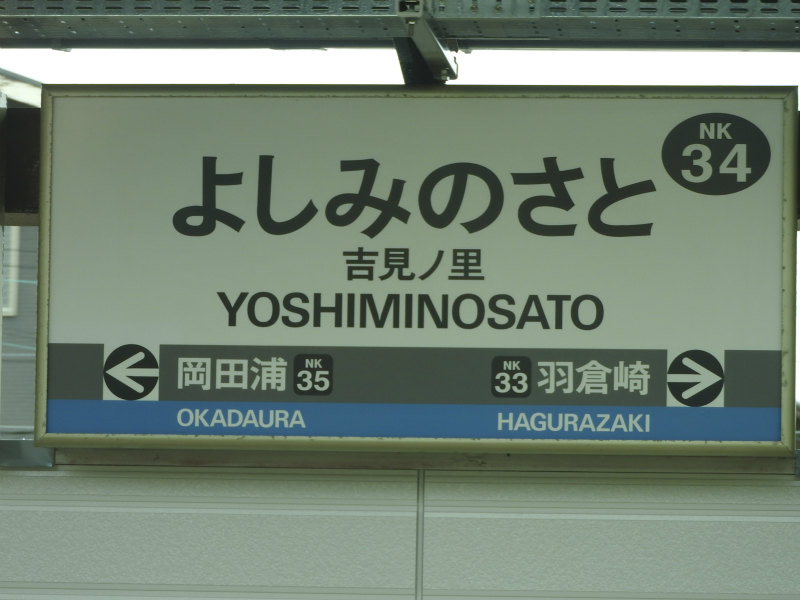 NK
34
よしみのさと
吉見ノ里
YOSHIMINOSATO
岡田浦 NK 35 NK 33 羽倉崎
OKADAURA HAGURAZAKI